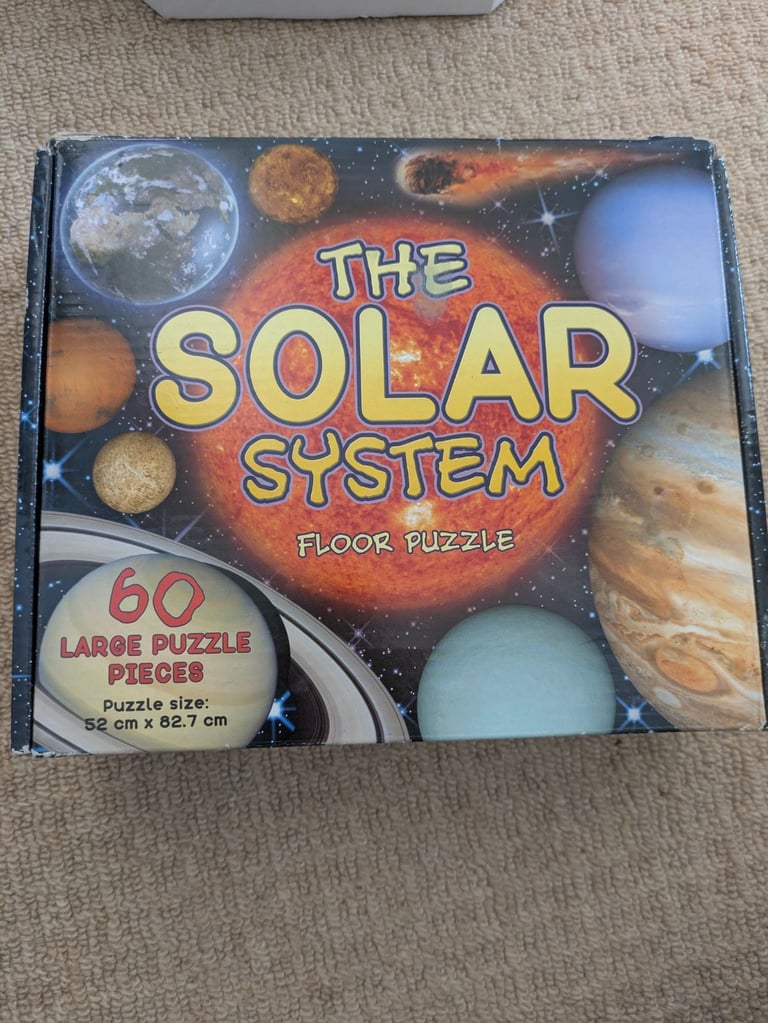 THE
SOLAR
SYSTEM
FLOOR PUZZLE
60
LARGE PUZZLE
PIECES
Puzzle size:
52 cm x 82.7 cm